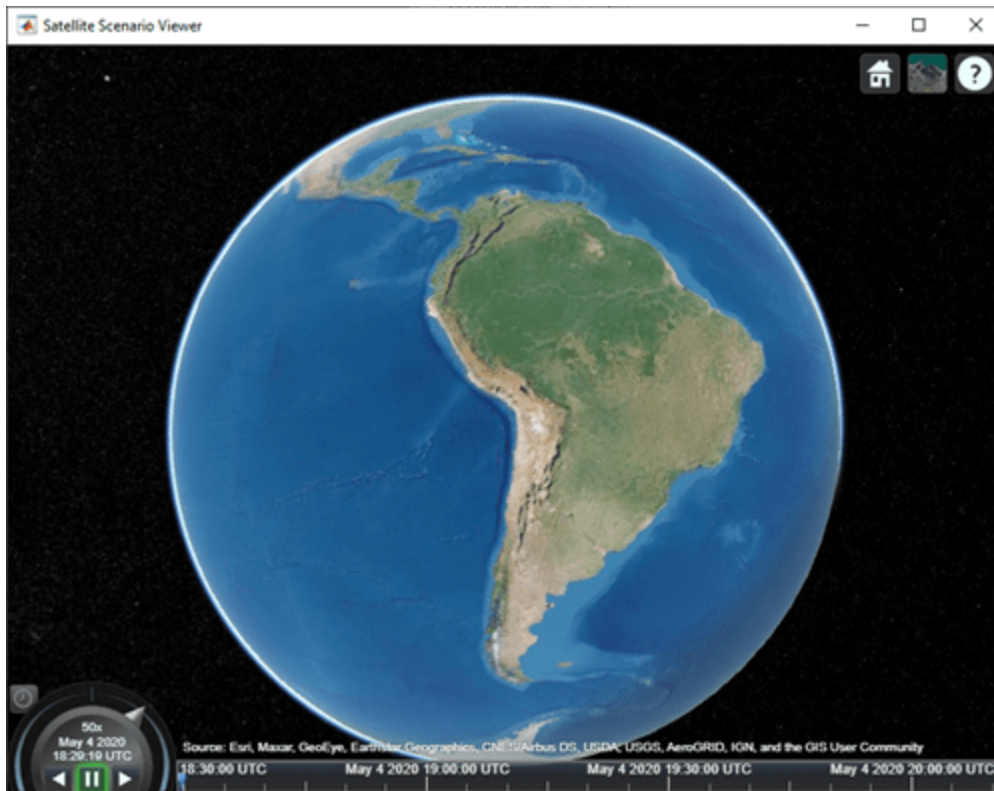 Satellite Scenario Viewer
?
50x
May 4 2020
18:29:19 UTC
Source: Esri, Maxar, GeoEye, Earthstar Geographics, CNES/Airbus DS, USDA, USGS, AeroGRID, IGN, and the GIS User Community
18:30:00 UTC May 4 2020 19:00:00 UTC May 4 2020 19:30:00 UTC May 4 2020 20:00:00 UTC